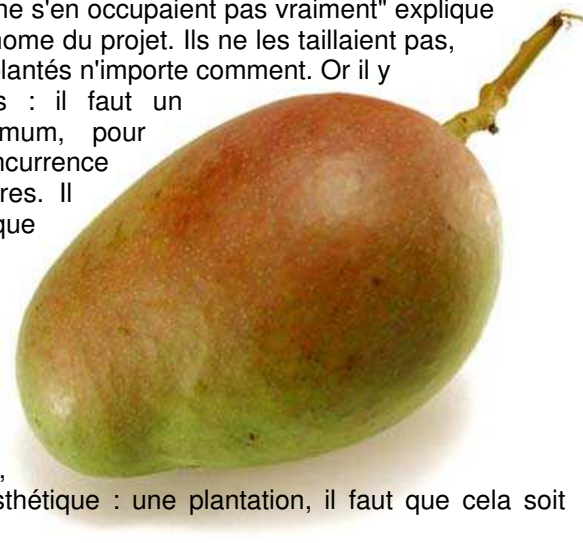 ne s'en occupaient pas vraiment" explique
nome du projet. Ils ne les taillaient pas,
lantés n'importe comment. Or il y
s : il faut un
mum, pour
ncurrence
res. Il
que
,
sthétique : une plantation, il faut que cela soit